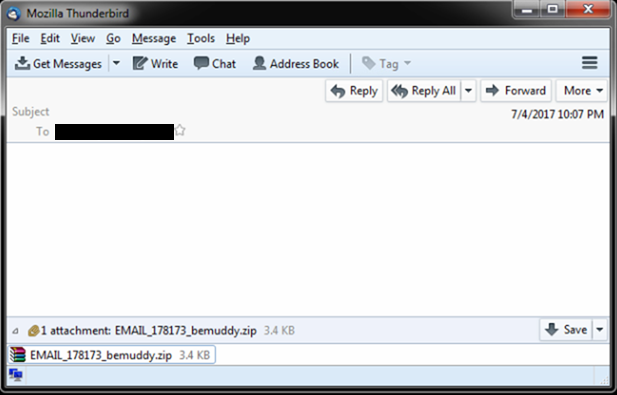 Mozilla Thunderbird
File Edit View Go Message Tools Help
Get Messages Write Chat Address Book Tag
Reply Reply All Forward More
Subject 7/4/2017 10:07 PM
To
1 attachment: EMAIL_178173_bemuddy.zip 3.4 KB Save
EMAIL_178173_bemuddy.zip 3.4 KB